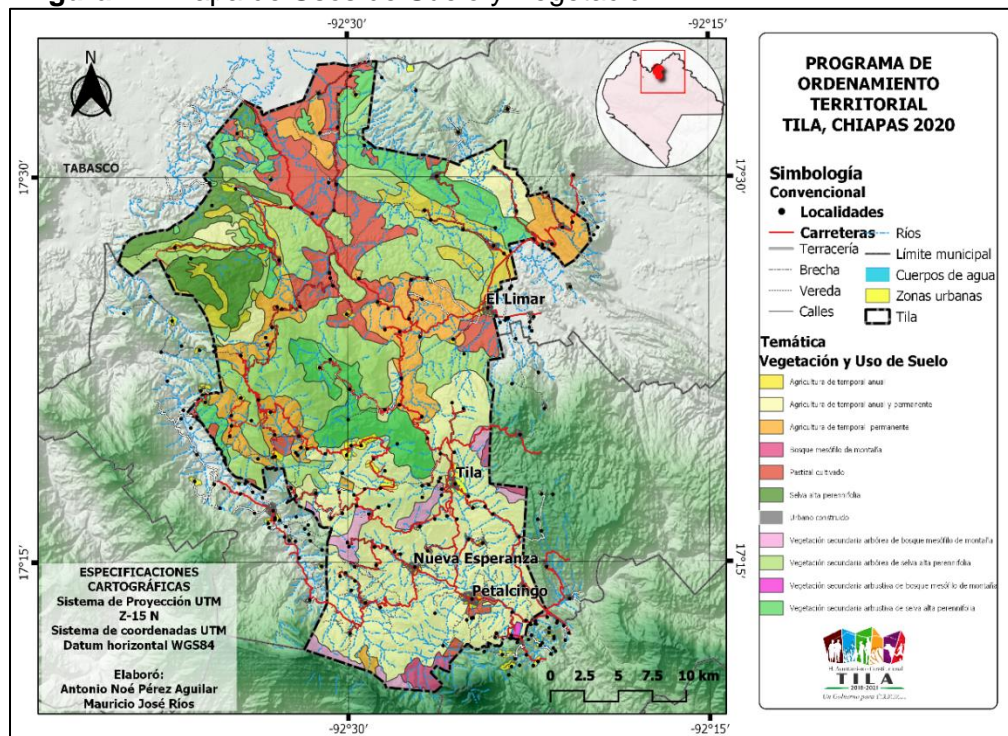 -92°30'
-92°15'
N
TABASCO
17°30'
17°30'
El Limar
Tila
Nueva Esperanza
Petalcingo
17°15'
17°15'
ESPECIFICACIONES
CARTOGRÁFICAS
Sistema de Proyección UTM
Z-15 N
Sistema de coordenadas UTM
Datum horizontal WGS84
Elaboró:
Antonio Noé Pérez Aguilar
Mauricio José Ríos
0 2.5 5 7.5 10 km
-92°30'
-92°15'
PROGRAMA DE
ORDENAMIENTO
TERRITORIAL
TILA, CHIAPAS 2020
Simbología
Convencional
Localidades
Carreteras
Terracería
Brecha
Vereda
Calles
Ríos
Límite municipal
Cuerpos de agua
Zonas urbanas
Tila
Temática
Vegetación y Uso de Suelo
Agricultura de temporal anual
Agricultura de temporal anual y permanente
Agricultura de temporal permanente
Bosque mesófilo de montaña
Pastizal cultivado
Selva alta perennifolia
Urbano construido
Vegetación secundaria arbórea de bosque mesófilo de montaña
Vegetación secundaria arbórea de selva alta perennifolia
Vegetación secundaria arbustiva de bosque mesófilo de montaña
Vegetación secundaria arbustiva de selva alta perennifolia
H. Ayuntamiento Constitucional
TILA
2018-2021